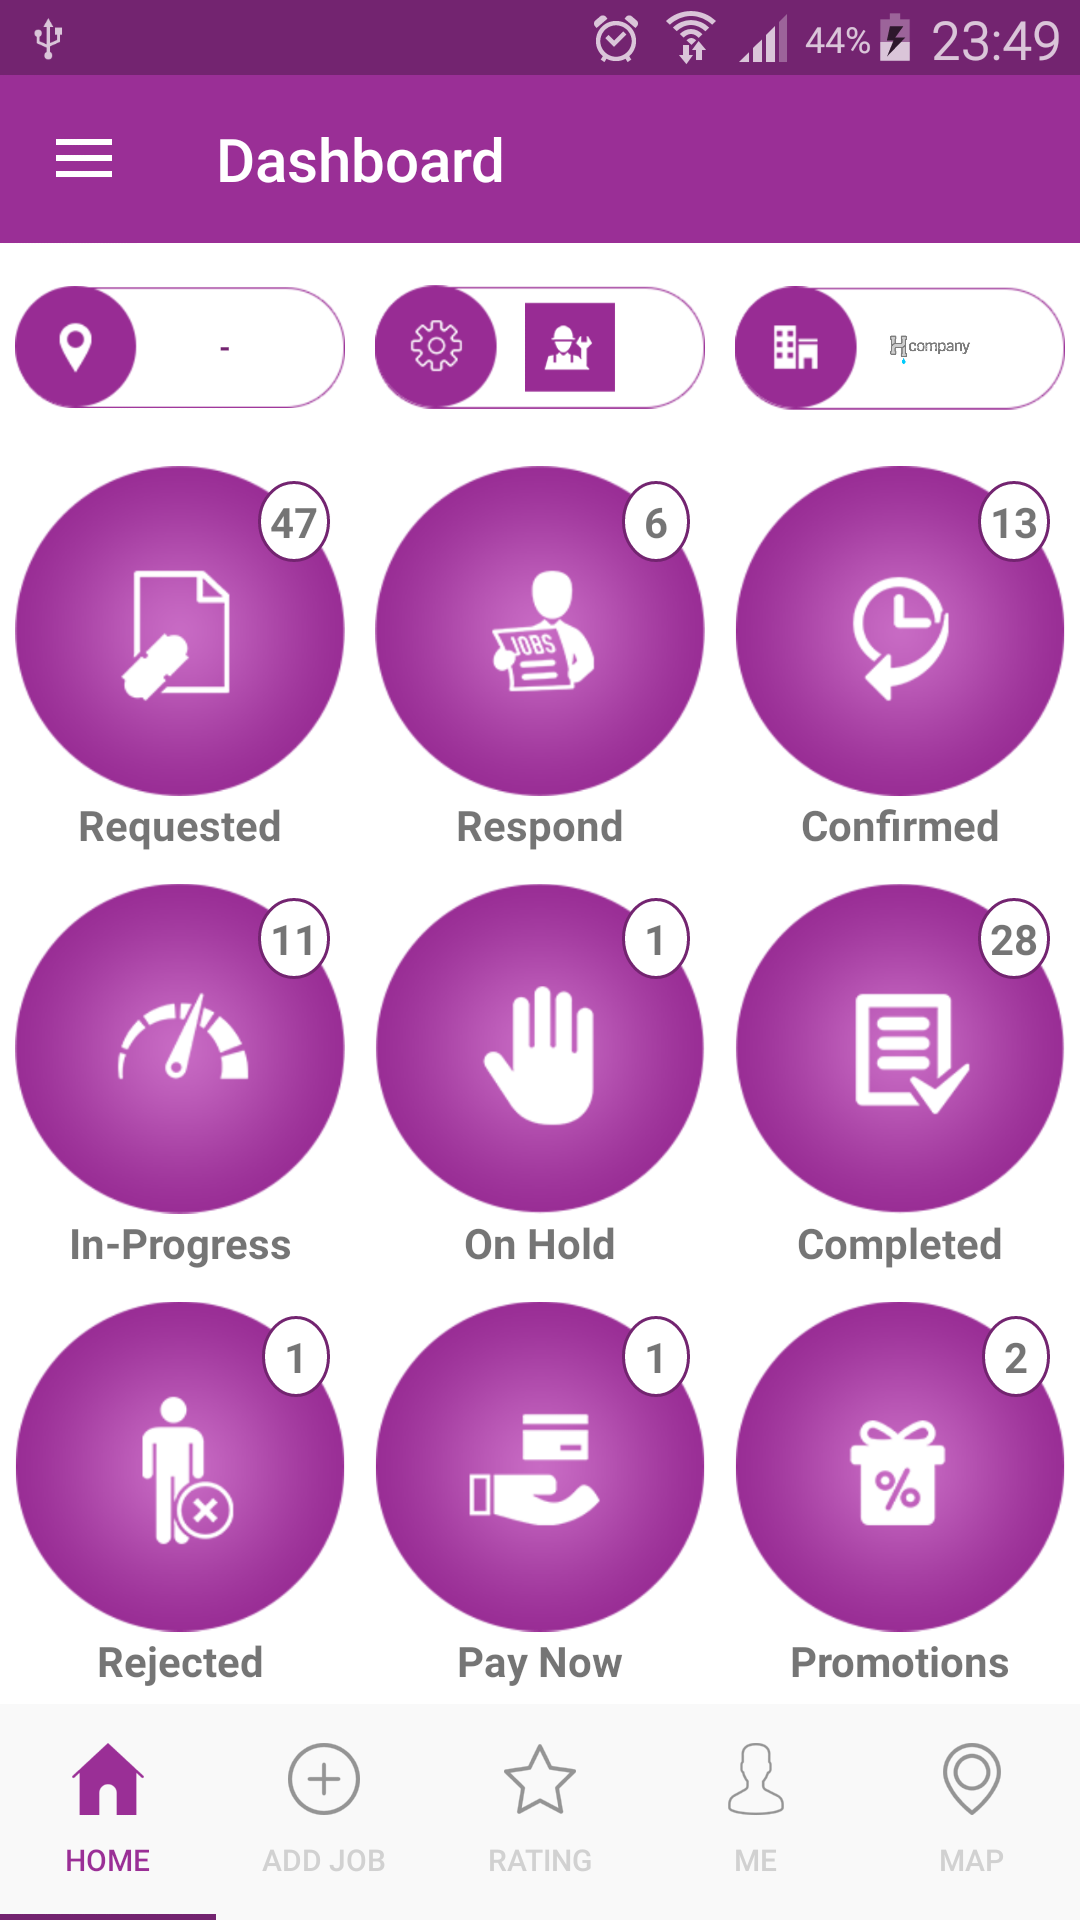 44% 23:49
Dashboard
-
H company
47
6
13
JOBS
Requested
Respond
Confirmed
11
1
28
In-Progress
On Hold
Completed
1
1
2
%
Rejected
Pay Now
Promotions
HOME
ADD JOB
RATING
ME
MAP